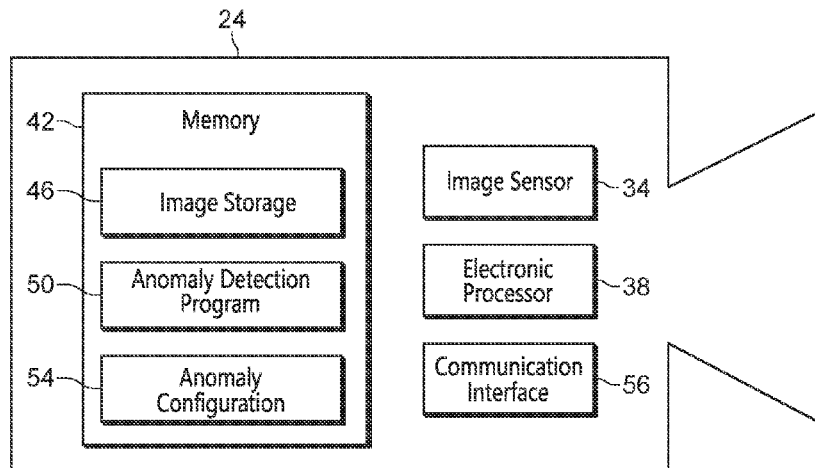 24
42
Memory
46
Image Storage
50
Anomaly Detection
Program
54
Anomaly
Configuration
Image Sensor
34
Electronic
Processor
38
Communication
Interface
56